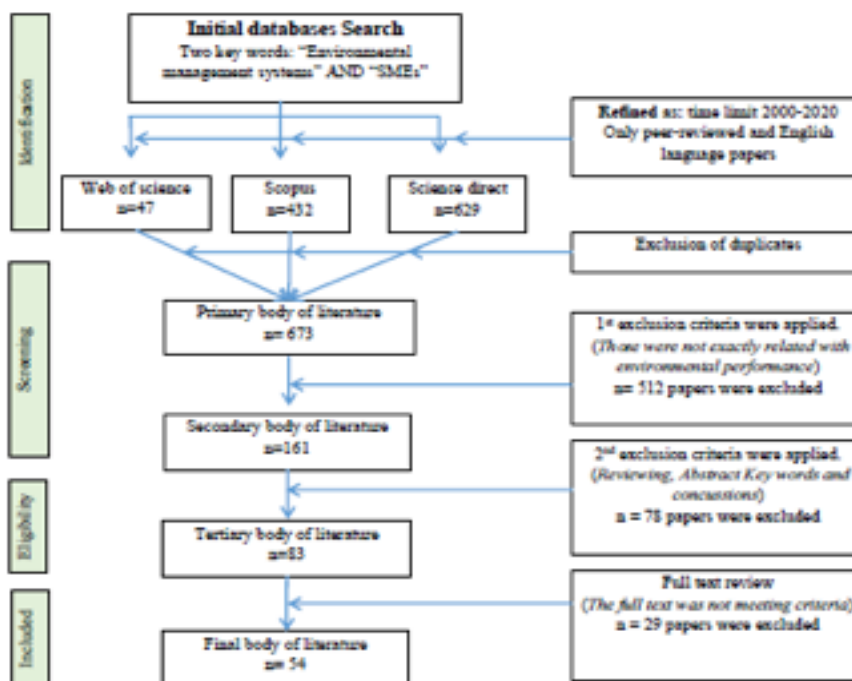 Identification
Initial databases Search
Two key words: “Environmental
management systems” AND “SMEs”
Refined as: time limit 2000-2020
Only peer-reviewed and English
language papers
Web of science
n=47
Scopus
n=432
Science direct
n=629
Exclusion of duplicates
Screening
Primary body of literature
n= 673
1st exclusion criteria were applied.
(Those were not exactly related with
environmental performance)
n= 512 papers were excluded
Secondary body of literature
n=161
2nd exclusion criteria were applied.
(Reviewing, Abstract Key words and
concussions)
n = 78 papers were excluded
Eligibility
Tertiary body of literature
n=83
Full text review
(The full text was not meeting criteria)
n = 29 papers were excluded
Included
Final body of literature
n= 54